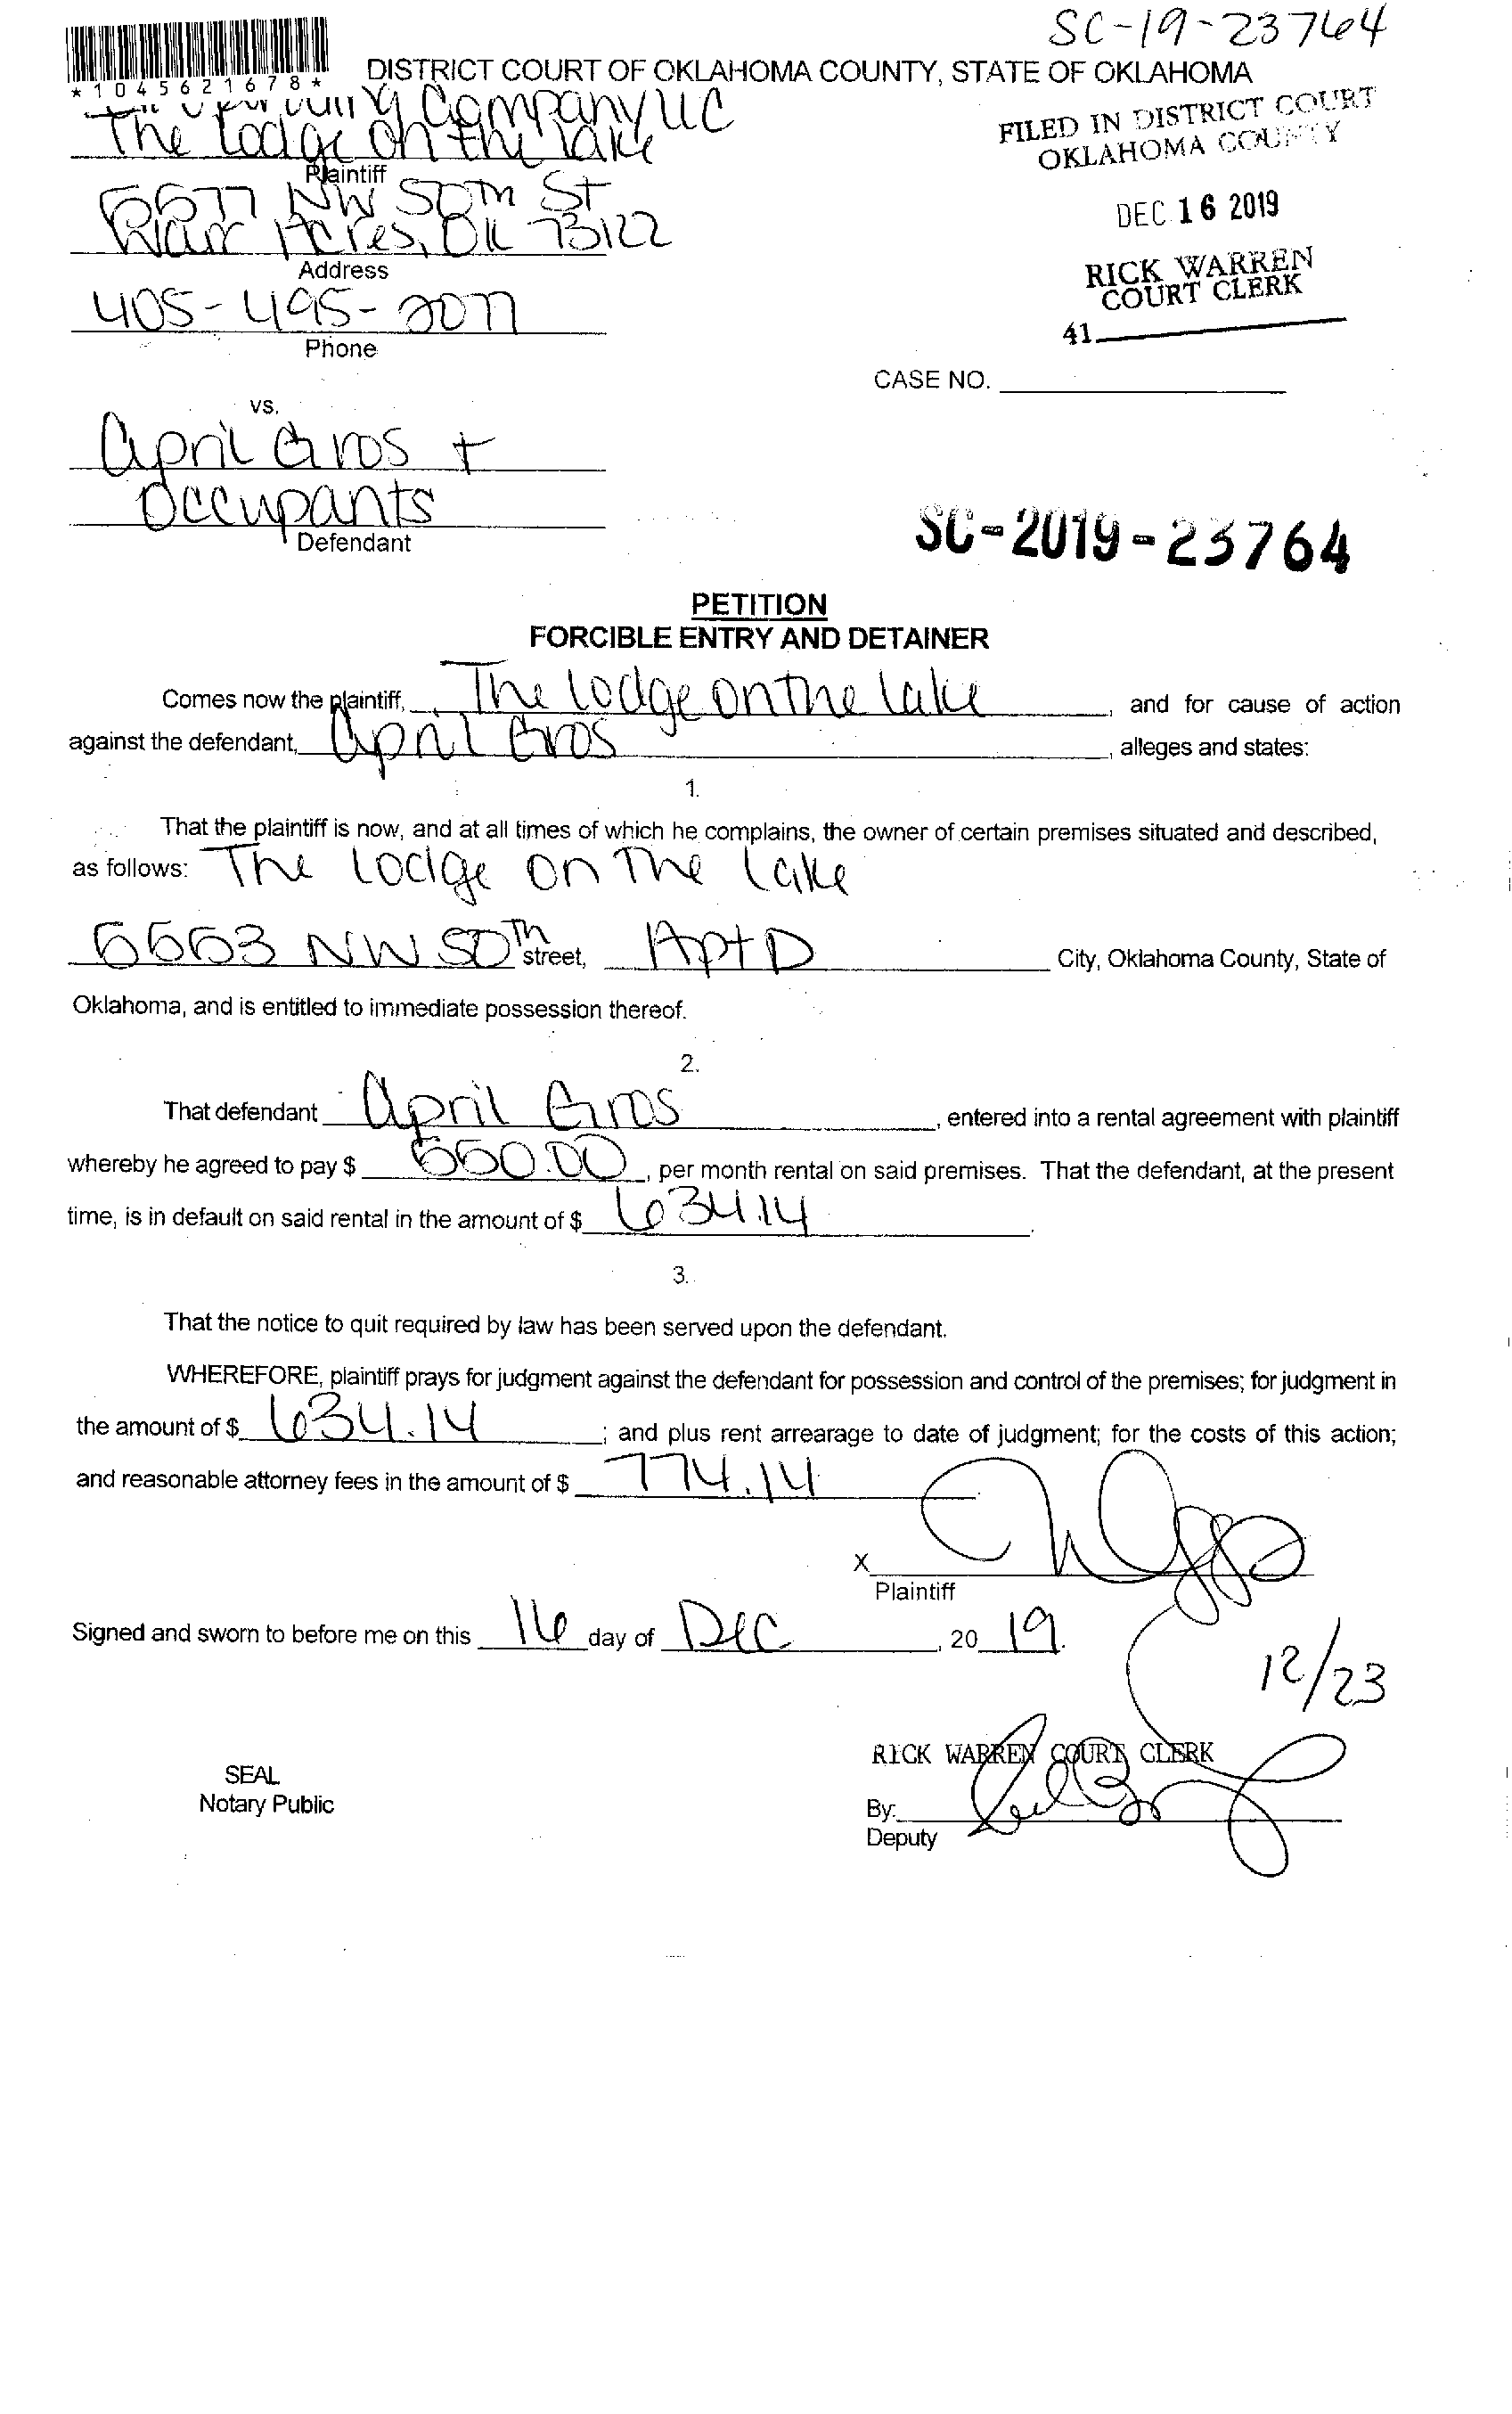 SC-19-23764
*1045621678*
DISTRICT COURT OF OKLAHOMA COUNTY, STATE OF OKLAHOMA
Company LLC
The Lodge on the lake
Plaintiff
FILED IN DISTRICT COURT
OKLAHOMA COUNTY
NW 50th St
Acres, OK 73122
Address
DEC 16 2019
RICK WARREN
COURT CLERK
41
405-495-2077
Phone
CASE NO.
vs.
April Gros +
Occupants
Defendant
SC-2019-23764
PETITION
FORCIBLE ENTRY AND DETAINER
Comes now the plaintiff, The lodge on the lake, and for cause of action
against the defendant, April Gros, alleges and states:
1.
That the plaintiff is now, and at all times of which he complains, the owner of certain premises situated and described,
as follows: The Lodge on The Lake
NW 50th street, Apt D City, Oklahoma County, State of
Oklahoma, and is entitled to immediate possession thereof.
2.
That defendant April Gros, entered into a rental agreement with plaintiff
whereby he agreed to pay $, per month rental on said premises. That the defendant, at the present
time, is in default on said rental in the amount of $ 634.14.
3.
That the notice to quit required by law has been served upon the defendant.
WHEREFORE, plaintiff prays for judgment against the defendant for possession and control of the premises; for judgment in
the amount of $ 634.14; and plus rent arrearage to date of judgment; for the costs of this action;
and reasonable attorney fees in the amount of $ 774.14
X
Plaintiff
Signed and sworn to before me on this 16 day of Dec, 20 19.
12/23
RICK WARREN COURT CLERK
SEAL
Notary Public
By:
Deputy